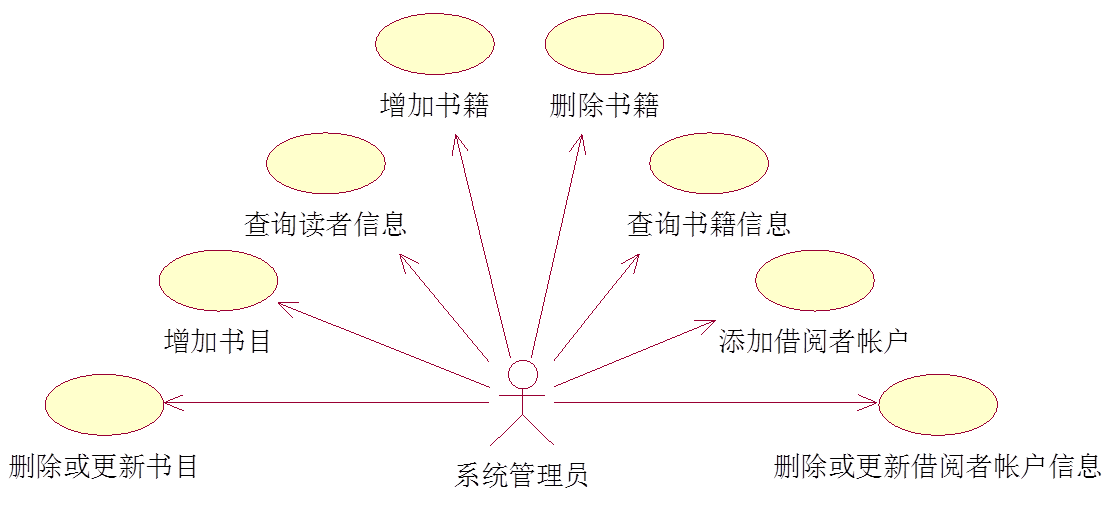 增加书籍
删除书籍
查询读者信息
查询书籍信息
增加书目
添加借阅者帐户
删除或更新书目
系统管理员
删除或更新借阅者帐户信息